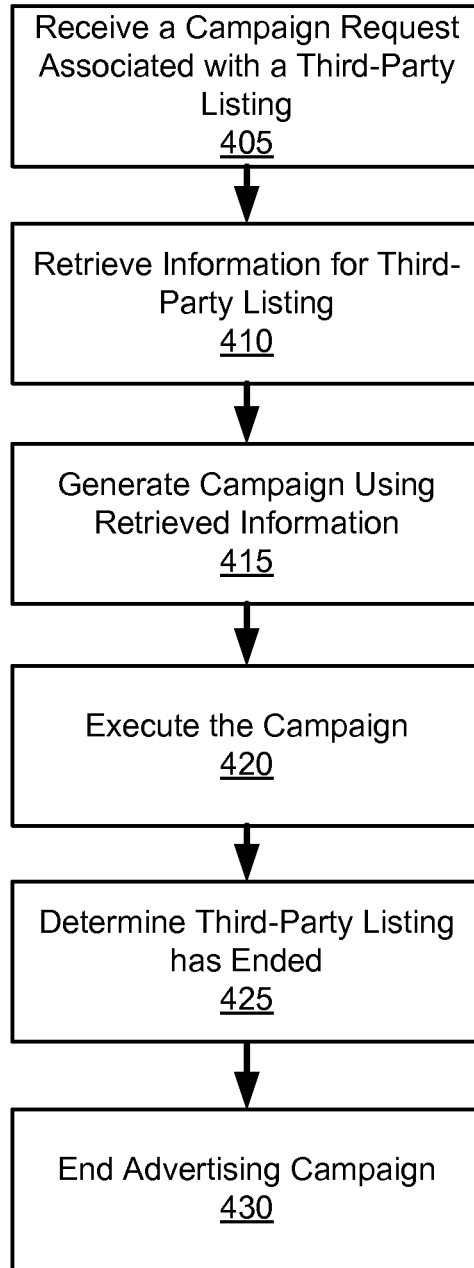 Receive a Campaign Request
Associated with a Third-Party
Listing
405
Retrieve Information for Third-
Party Listing
410
Generate Campaign Using
Retrieved Information
415
Execute the Campaign
420
Determine Third-Party Listing
has Ended
425
End Advertising Campaign
430